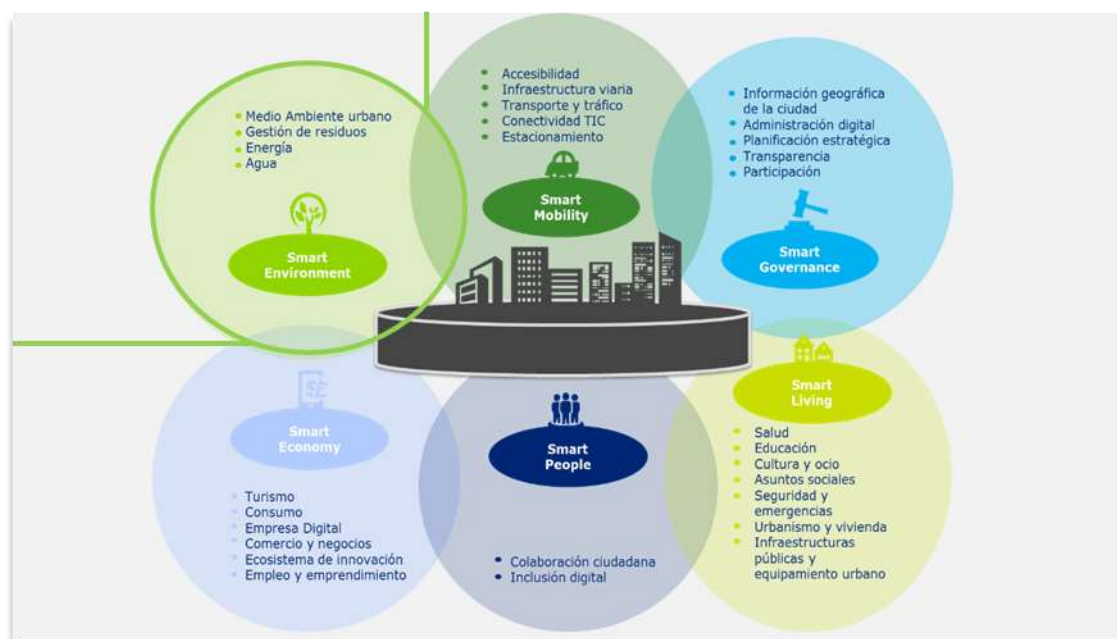 • Medio Ambiente urbano
• Gestión de residuos
• Energía
• Agua
Smart
Environment
• Accesibilidad
• Infraestructura viaria
• Transporte y tráfico
• Conectividad TIC
• Estacionamiento
Smart
Mobility
• Información geográfica
de la ciudad
• Administración digital
• Planificación estratégica
• Transparencia
• Participación
Smart
Governance
Smart
Economy
• Turismo
• Consumo
• Empresa Digital
• Comercio y negocios
• Ecosistema de innovación
• Empleo y emprendimiento
Smart
People
• Colaboración ciudadana
• Inclusión digital
Smart
Living
• Salud
• Educación
• Cultura y ocio
• Asuntos sociales
• Seguridad y
emergencias
• Urbanismo y vivienda
• Infraestructuras
públicas y
equipamiento urbano